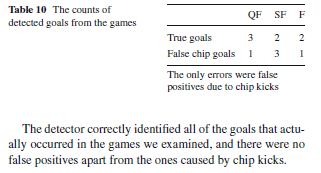 Table 10 The counts of
detected goals from the games
QF SF F
True goals 3 2 2
False chip goals 1 3 1
The only errors were false
positives due to chip kicks
The detector correctly identified all of the goals that actu-
ally occurred in the games we examined, and there were no
false positives apart from the ones caused by chip kicks.